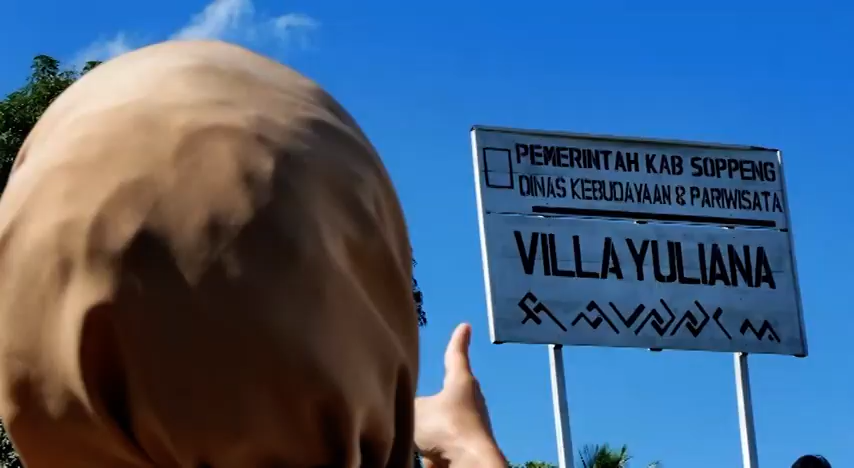 PEMERINTAH KAB SOPPENG
DINAS KEBUDAYAAN & PARIWISATA
VILLA YULIANA